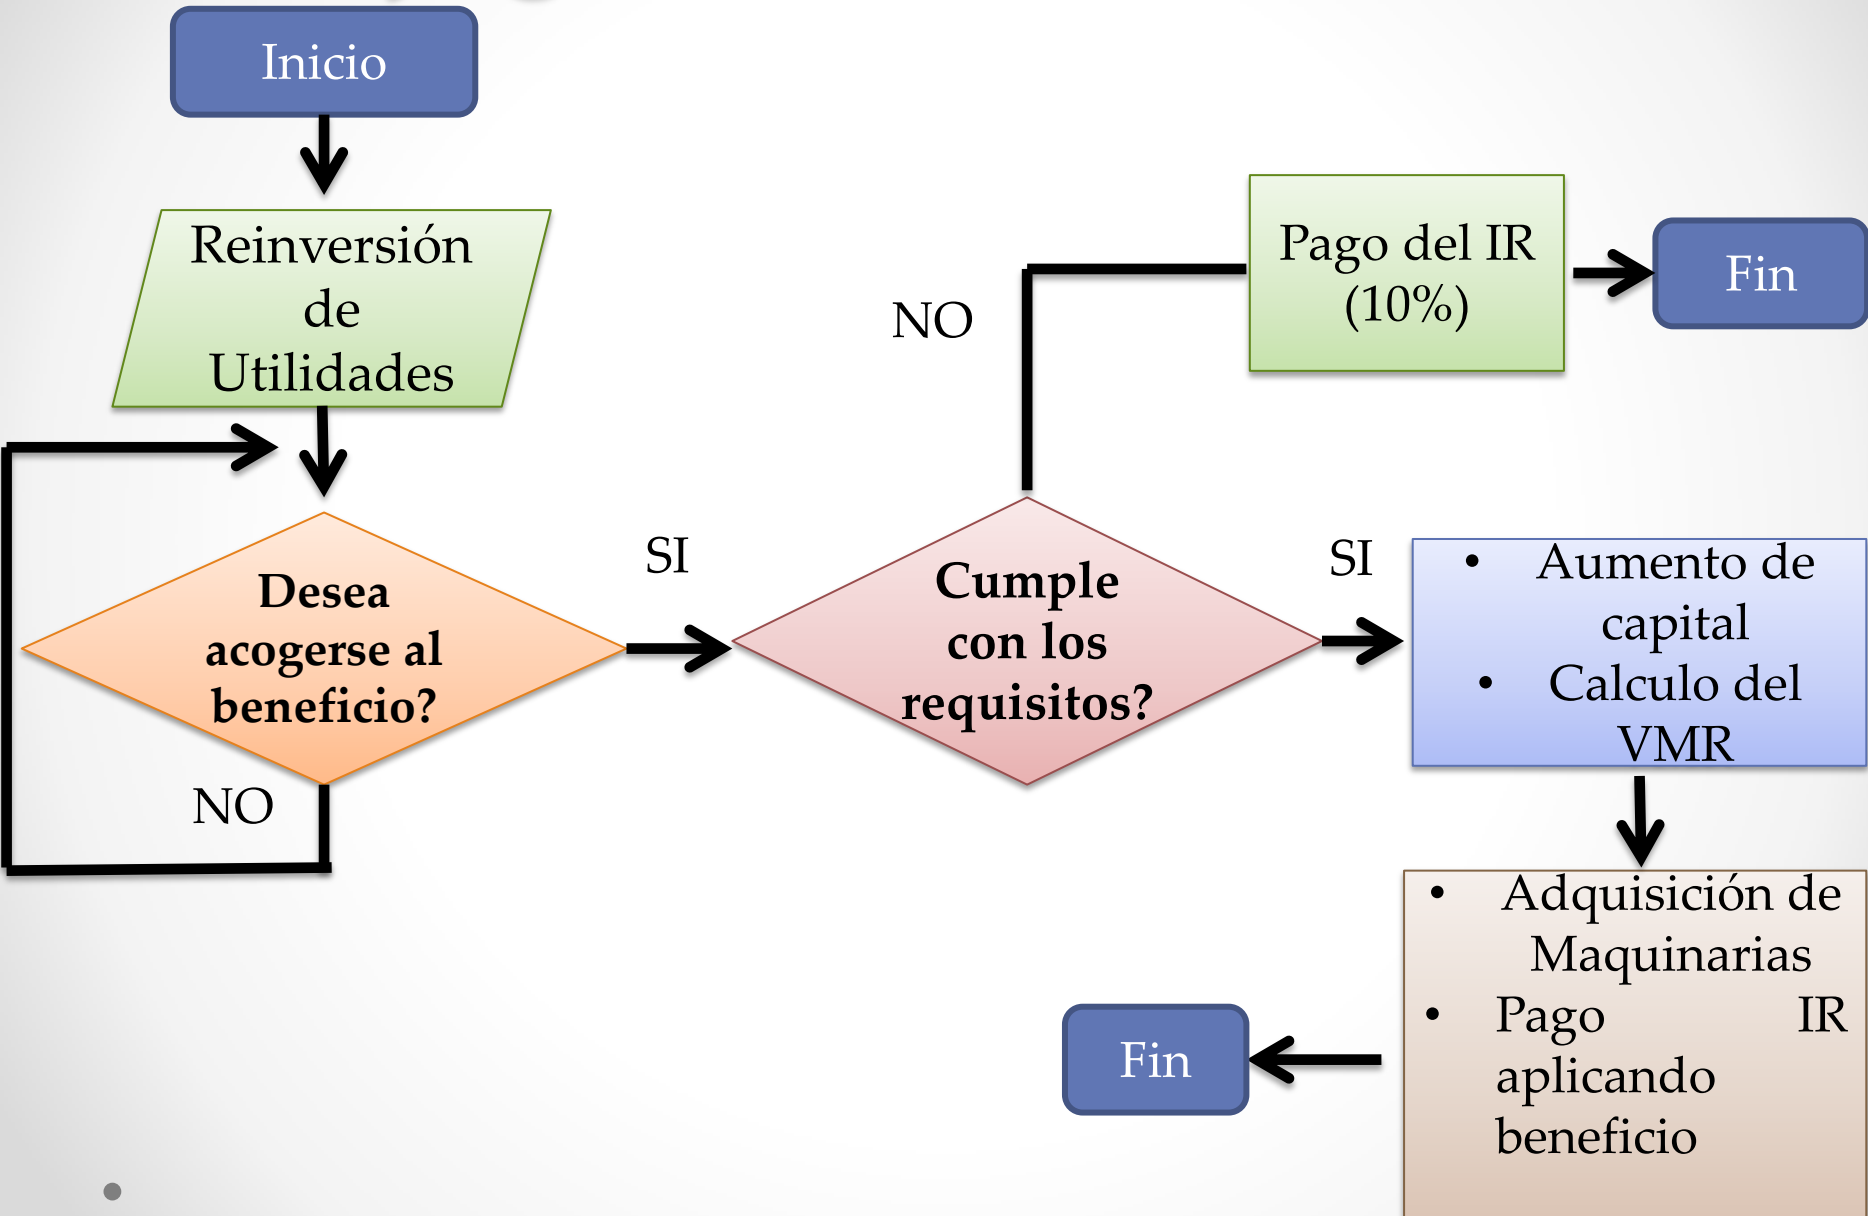 Inicio
Reinversión
de
Utilidades
Desea
acogerse al
beneficio?
NO
SI
Cumple
con los
requisitos?
NO
Pago del IR
(10%)
Fin
SI
• Aumento de
capital
• Calculo del
VMR
• Adquisición de
Maquinarias
• Pago IR
aplicando
beneficio
Fin